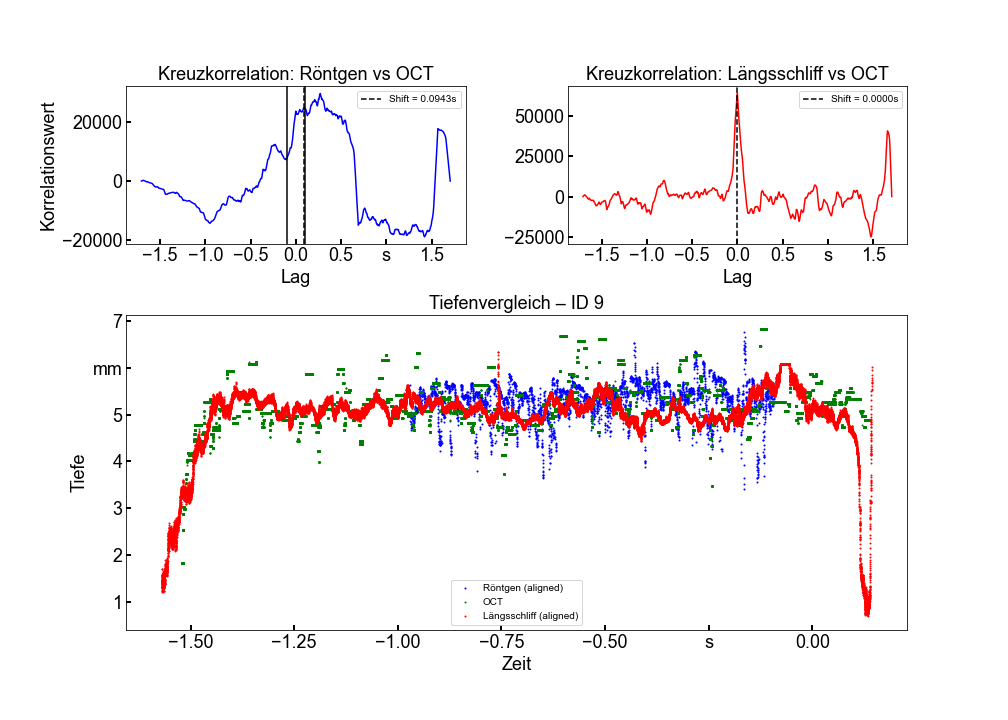 Kreuzkorrelation: Röntgen vs OCT
Korrelationswert
20000
0
−20000
Shift = 0.0943s
−1.5 −1.0 −0.5 0.0 0.5 s 1.5
Lag
Kreuzkorrelation: Längsschliff vs OCT
50000
25000
0
−25000
Shift = 0.0000s
−1.5 −1.0 −0.5 0.0 0.5 s 1.5
Lag
Tiefenvergleich – ID 9
Tiefe
7
mm
5
4
3
2
1
Röntgen (aligned)
OCT
Längsschliff (aligned)
−1.50 −1.25 −1.00 −0.75 −0.50 s 0.00
Zeit